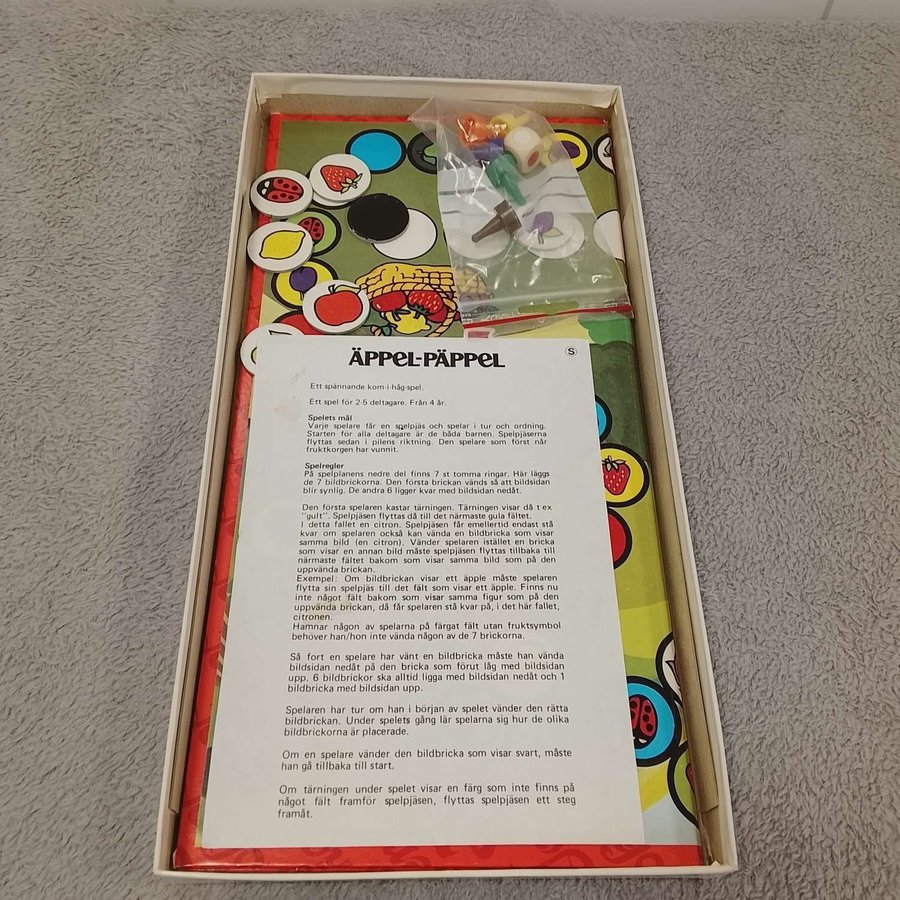 ÄPPEL-PÄPPEL
S
Ett spännande kom-i-håg-spel.
Ett spel för 2-5 deltagare. Från 4 år.
Spelets mål
Varje spelare får en spelpjäs och spelar i tur och ordning.
Starten för alla deltagare är de båda barnen. Spelpjäserna
flyttas sedan i pilens riktning. Den spelare som först når
fruktkorgen har vunnit.
Spelregler
På spelplanens nedre del finns 7 st tomma ringar. Här läggs
de 7 bildbrickorna. Den första brickan vänds så att bildsidan
blir synlig. De andra 6 ligger kvar med bildsidan nedåt.
Den första spelaren kastar tärningen. Tärningen visar då t ex
"gult". Spelpjäsen flyttas då till det närmaste gula fältet.
I detta fallet en citron. Spelpjäsen får emellertid endast stå
kvar om spelaren också kan vända en bildbricka som visar
samma bild (en citron). Vänder spelaren istället en bricka
som visar en annan bild måste spelpjäsen flyttas tillbaka till
närmaste fältet bakom som visar samma bild som på den
uppvända brickan.
Exempel: Om bildbrickan visar ett äpple måste spelaren
flytta sin spelpjäs till det fält som visar ett äpple. Finns nu
inte något fält bakom som visar samma figur som på den
uppvända brickan, då får spelaren stå kvar på, i det här fallet,
citronen.
Hamnar någon av spelarna på färgat fält utan fruktsymbol
behöver han/hon inte vända någon av de 7 brickorna.
Så fort en spelare har vänt en bildbricka måste han vända
bildsidan nedåt på den bricka som förut låg med bildsidan
upp. 6 bildbrickor ska alltid ligga med bildsidan nedåt och 1
bildbricka med bildsidan upp.
Spelaren har tur om han i början av spelet vänder den rätta
bildbrickan. Under spelets gång lär spelarna sig hur de olika
bildbrickorna är placerade.
Om en spelare vänder den bildbricka som visar svart, måste
han gå tillbaka till start.
Om tärningen under spelet visar en färg som inte finns på
något fält framför spelpjäsen, flyttas spelpjäsen ett steg
framåt.